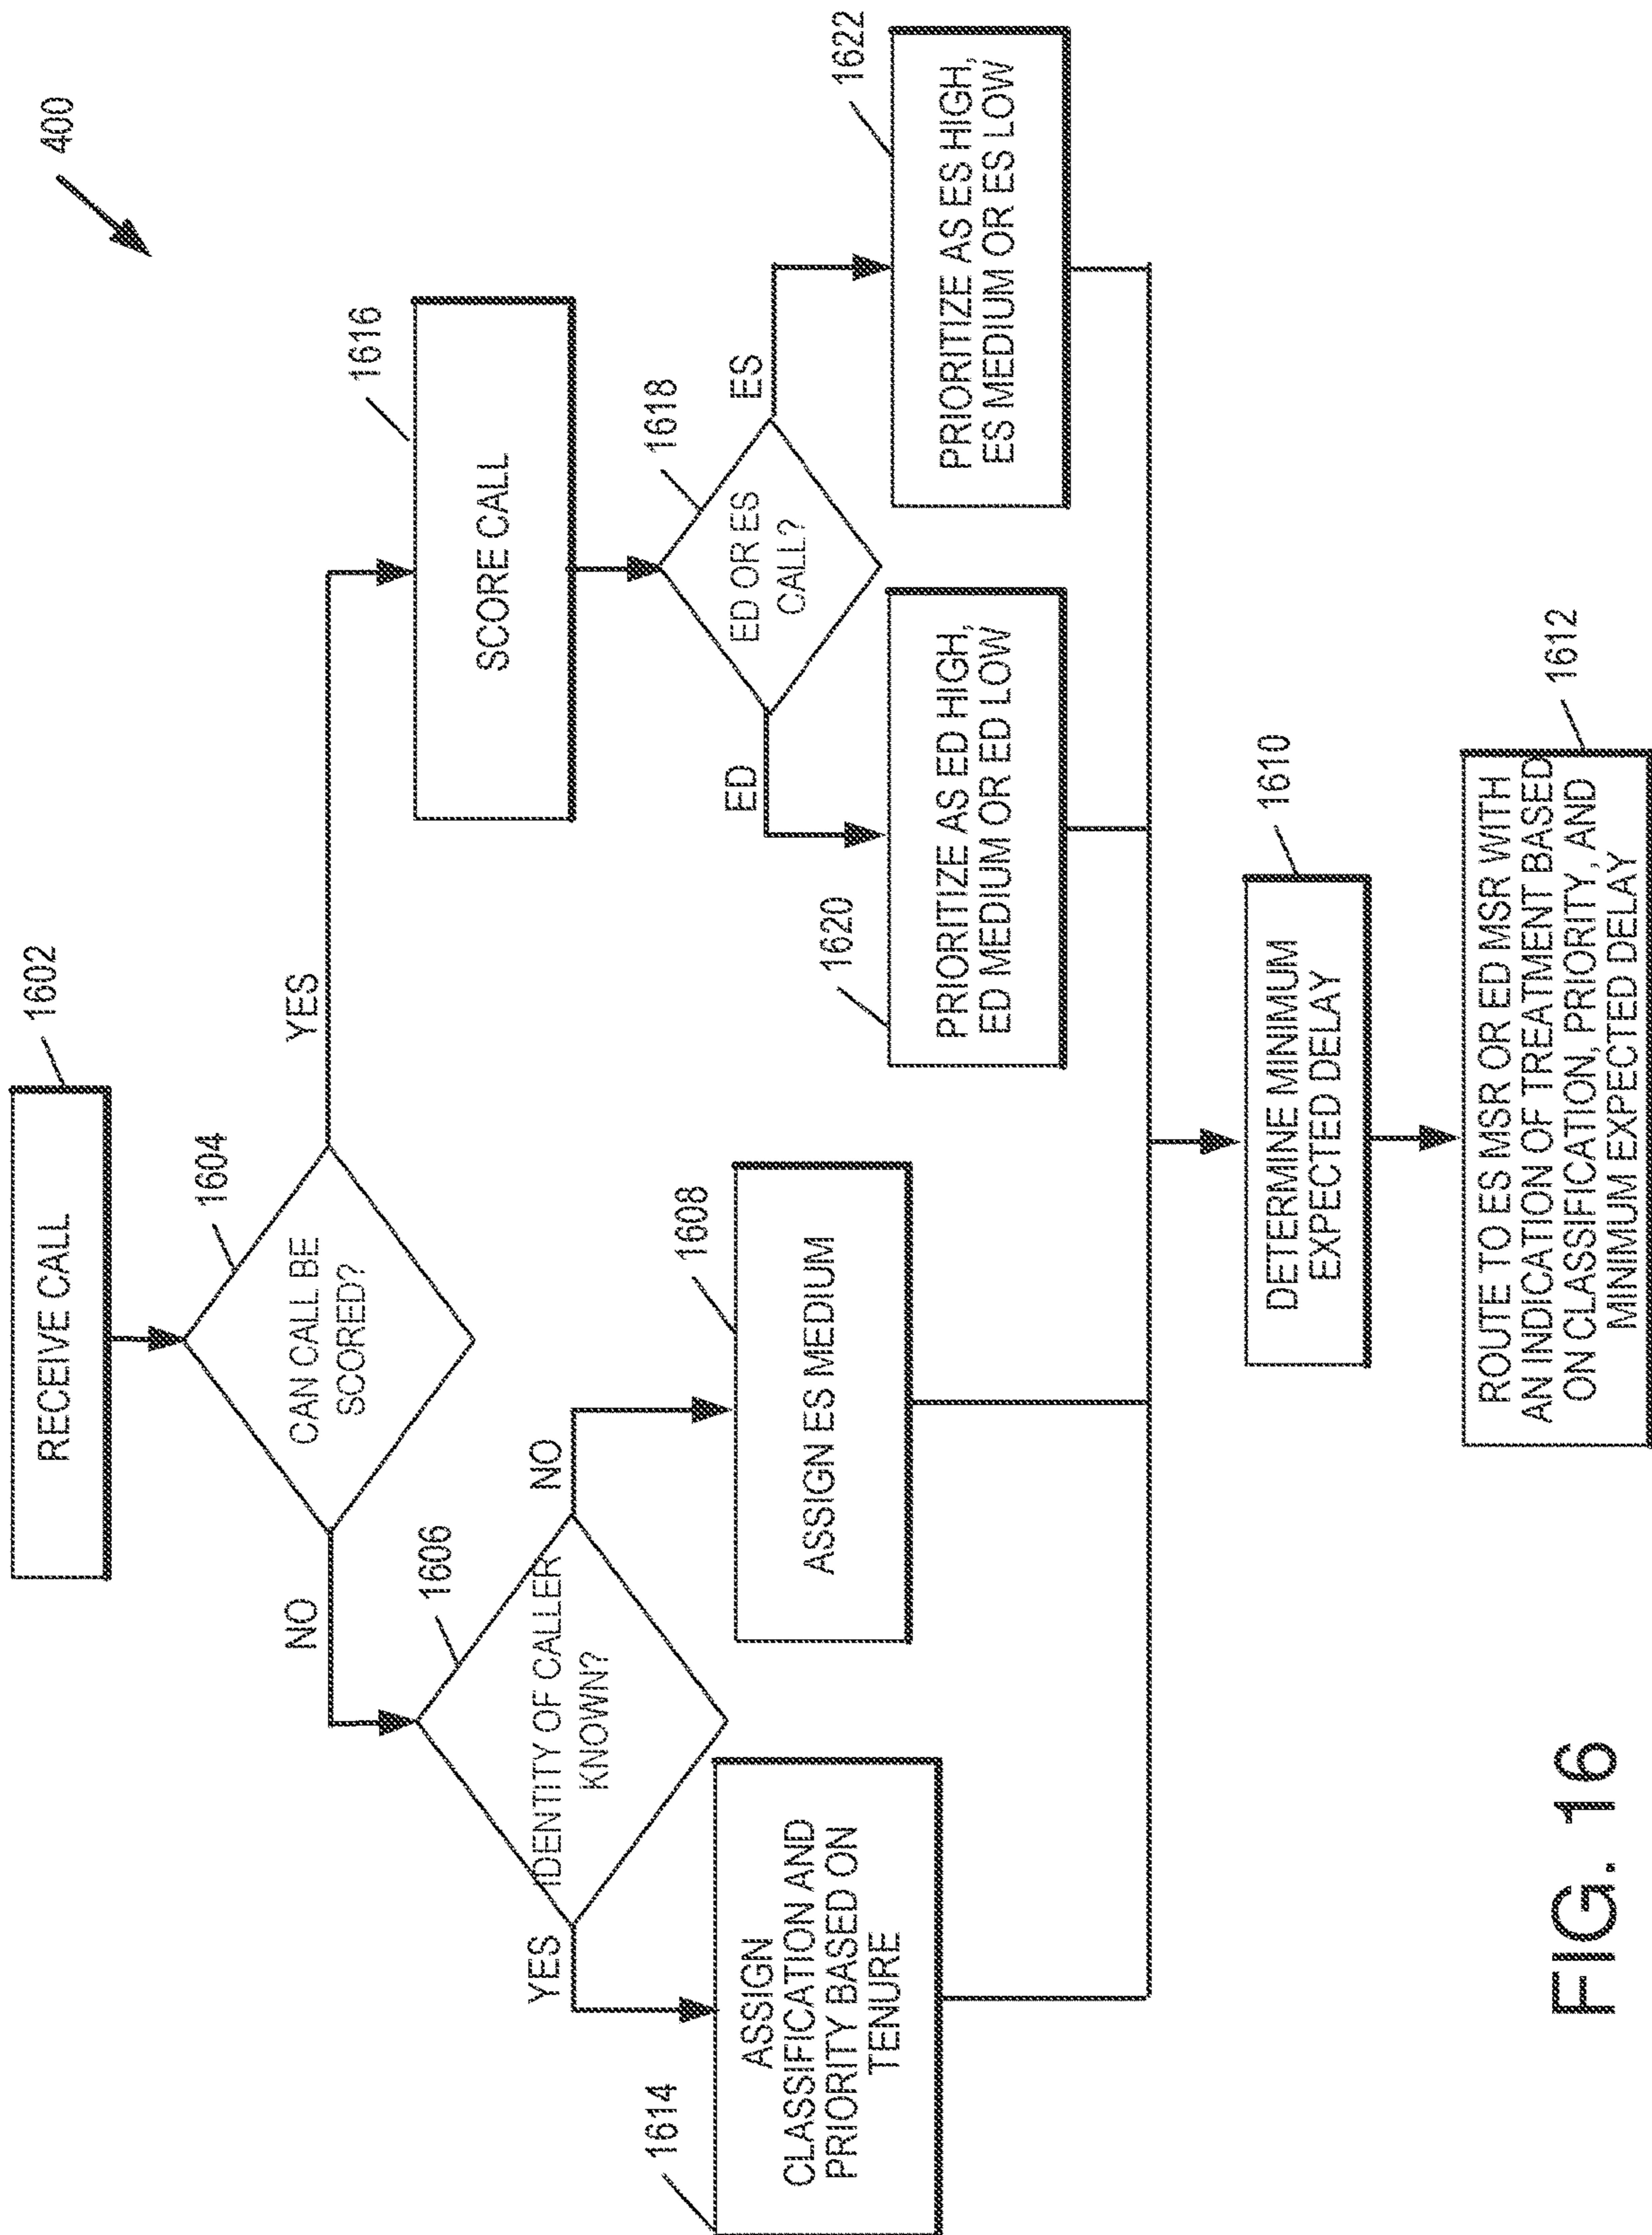 400
RECEIVE CALL
1602
CAN CALL BE
SCORED?
1604
NO
YES
IDENTITY OF CALLER
KNOWN?
1606
YES
NO
ASSIGN
CLASSIFICATION AND
PRIORITY BASED ON
TENURE
1614
ASSIGN ES MEDIUM
1608
SCORE CALL
1616
ED OR ES
CALL?
1618
ED
ES
PRIORITIZE AS ED HIGH,
ED MEDIUM OR ED LOW
1620
PRIORITIZE AS ES HIGH,
ES MEDIUM OR ES LOW
1622
DETERMINE MINIMUM
EXPECTED DELAY
1610
ROUTE TO ES MSR OR ED MSR WITH
AN INDICATION OF TREATMENT BASED
ON CLASSIFICATION, PRIORITY, AND
MINIMUM EXPECTED DELAY
1612
FIG. 16